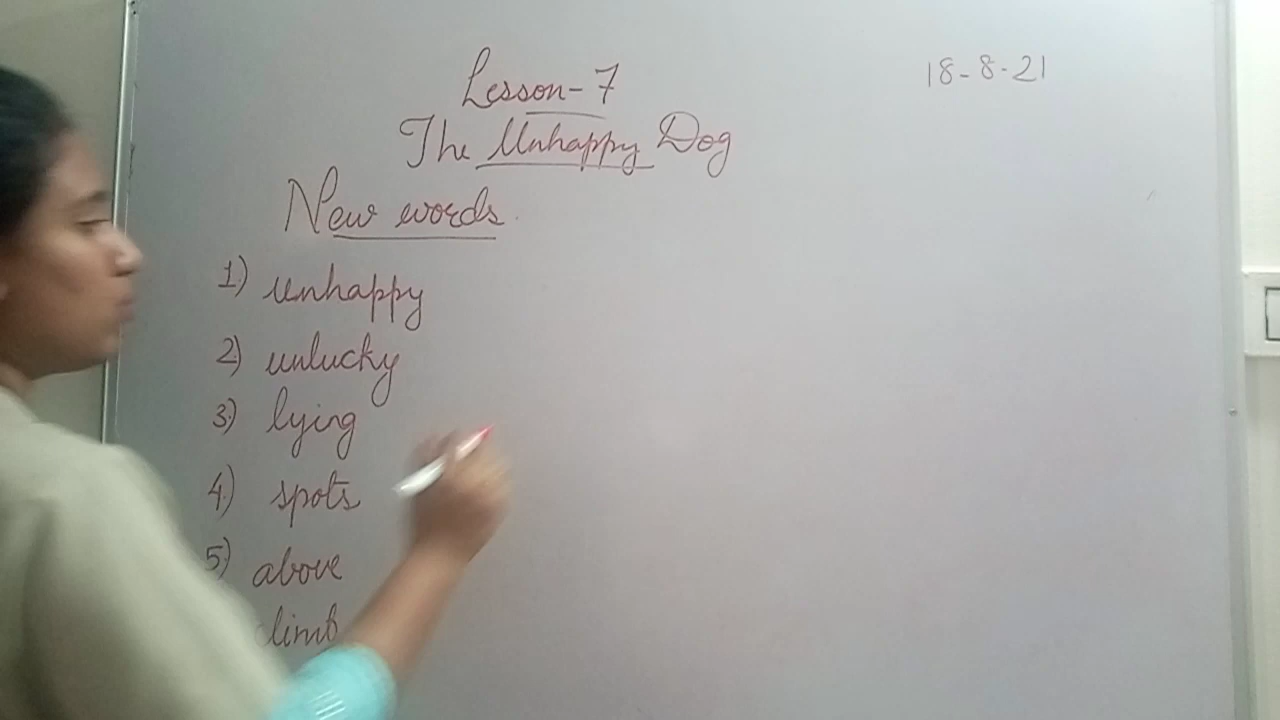 18-8-21
Lesson-7
The Unhappy Dog
New words.
1) unhappy
2) unlucky
3) lying
4) spots
5) above
climb